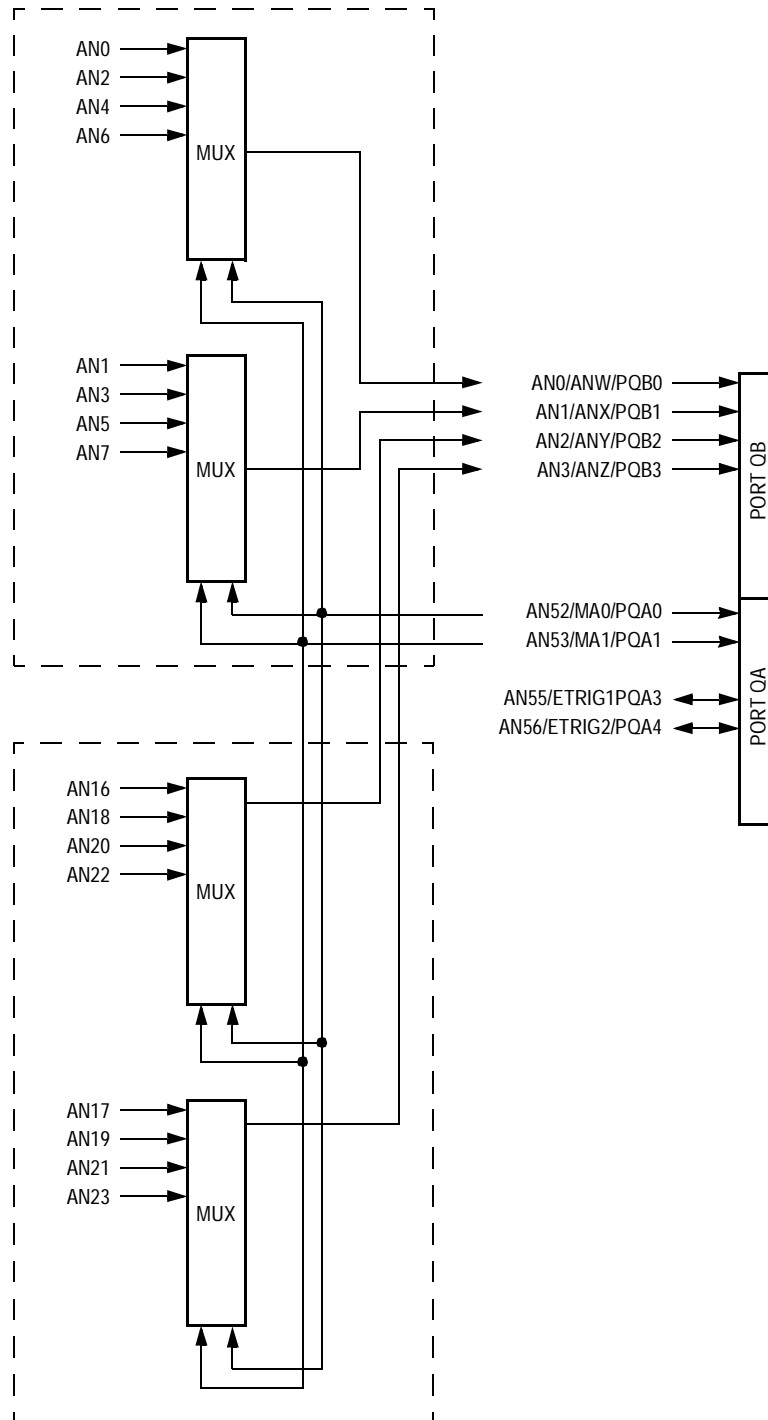 AN0
AN2
AN4
AN6
MUX
AN1
AN3
AN5
AN7
MUX
AN0/ANW/PQB0
AN1/ANX/PQB1
AN2/ANY/PQB2
AN3/ANZ/PQB3
PORT QB
AN52/MA0/PQA0
AN53/MA1/PQA1
AN55/ETRIG1PQA3
AN56/ETRIG2/PQA4
PORT QA
AN16
AN18
AN20
AN22
MUX
AN17
AN19
AN21
AN23
MUX